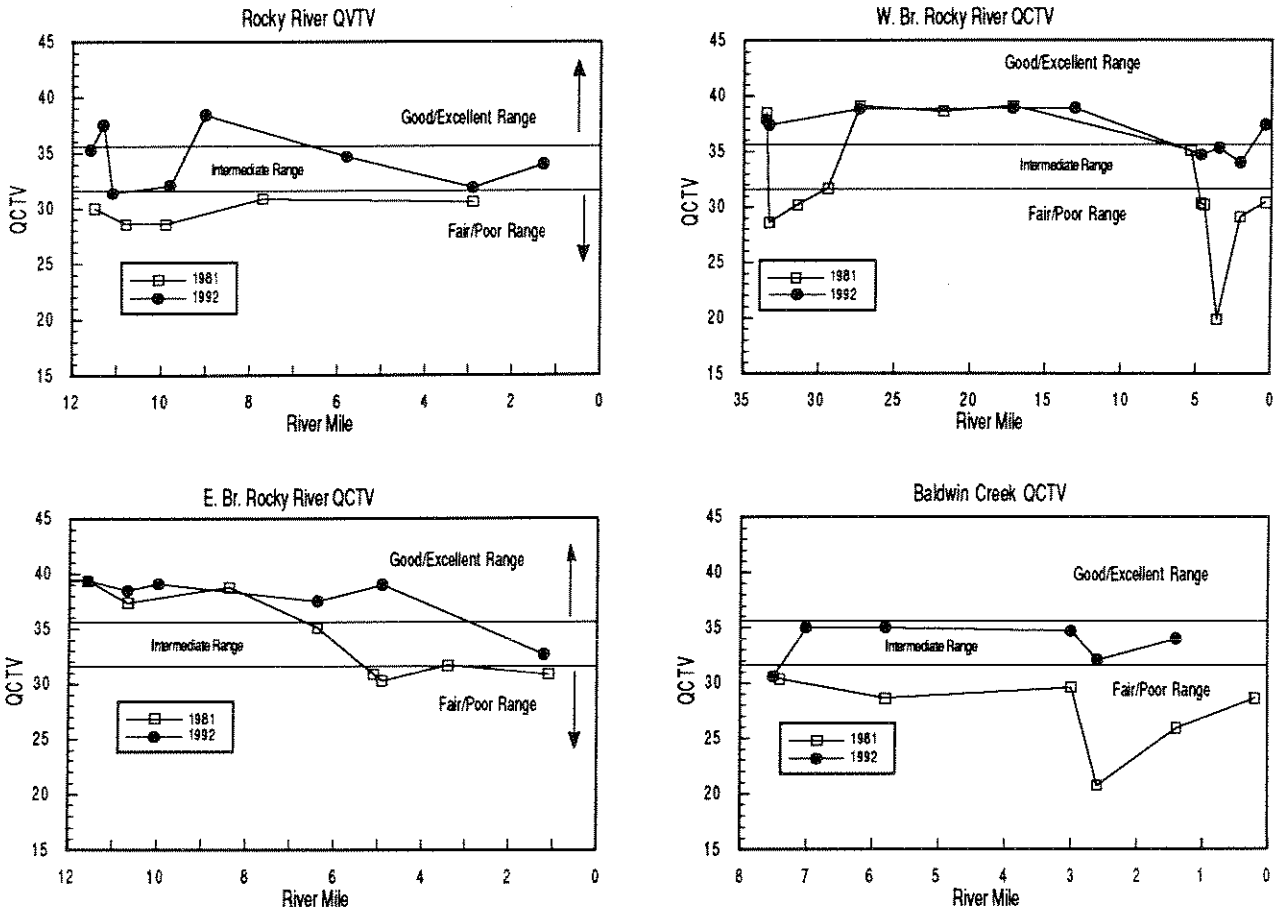 Rocky River QVTV
45
40
35
30
25
20
15
QCTV
Good/Excellent Range
Intermediate Range
Fair/Poor Range
1981
1992
12
10
8
6
4
2
0
River Mile
W. Br. Rocky River QCTV
45
40
35
30
25
20
15
QCTV
Good/Excellent Range
Intermediate Range
Fair/Poor Range
1981
1992
35
30
25
20
15
10
5
0
River Mile
E. Br. Rocky River QCTV
45
40
35
30
25
20
15
QCTV
Good/Excellent Range
Intermediate Range
Fair/Poor Range
1981
1992
12
10
8
6
4
2
0
River Mile
Baldwin Creek QCTV
45
40
35
30
25
20
15
QCTV
Good/Excellent Range
Intermediate Range
Fair/Poor Range
1981
1992
8
7
6
5
4
3
2
1
0
River Mile